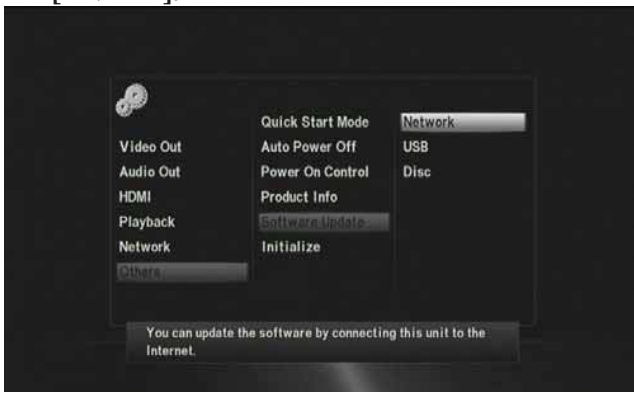 Quick Start Mode
Network
Video Out
Auto Power Off
USB
Audio Out
Power On Control
Disc
HDMI
Product Info
Playback
Software Update
Network
Initialize
Others
You can update the software by connecting this unit to the
Internet.